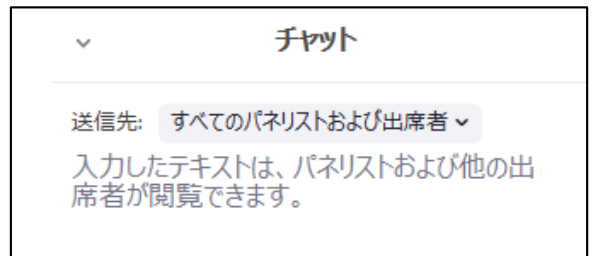 チャット
送信先: すべてのパネリストおよび出席者
入力したテキストは、パネリストおよび他の出
席者が閲覧できます。